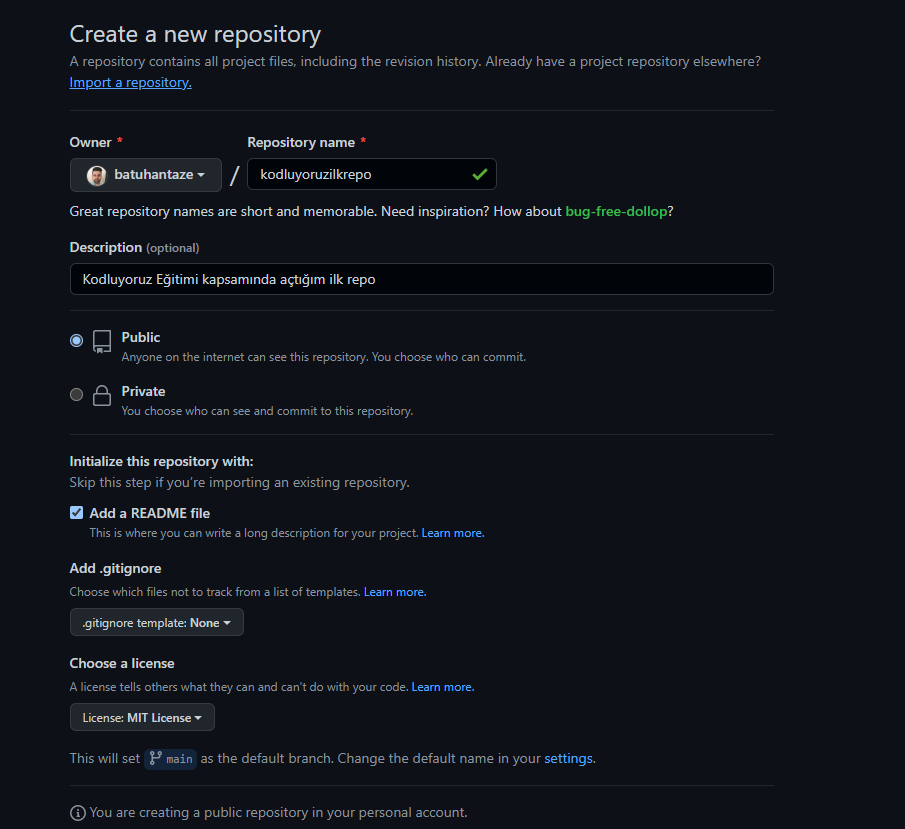 Create a new repository
A repository contains all project files, including the revision history. Already have a project repository elsewhere?
Import a repository.
Owner * Repository name *
batuhantaze / kodluyoruzilkrepo
Great repository names are short and memorable. Need inspiration? How about bug-free-dollop?
Description (optional)
Kodluyoruz Eğitimi kapsamında açtığım ilk repo
Public
Anyone on the internet can see this repository. You choose who can commit.
Private
You choose who can see and commit to this repository.
Initialize this repository with:
Skip this step if you're importing an existing repository.
Add a README file
This is where you can write a long description for your project. Learn more.
Add .gitignore
Choose which files not to track from a list of templates. Learn more.
.gitignore template: None
Choose a license
A license tells others what they can and can't do with your code. Learn more.
License: MIT License
This will set main as the default branch. Change the default name in your settings.
You are creating a public repository in your personal account.